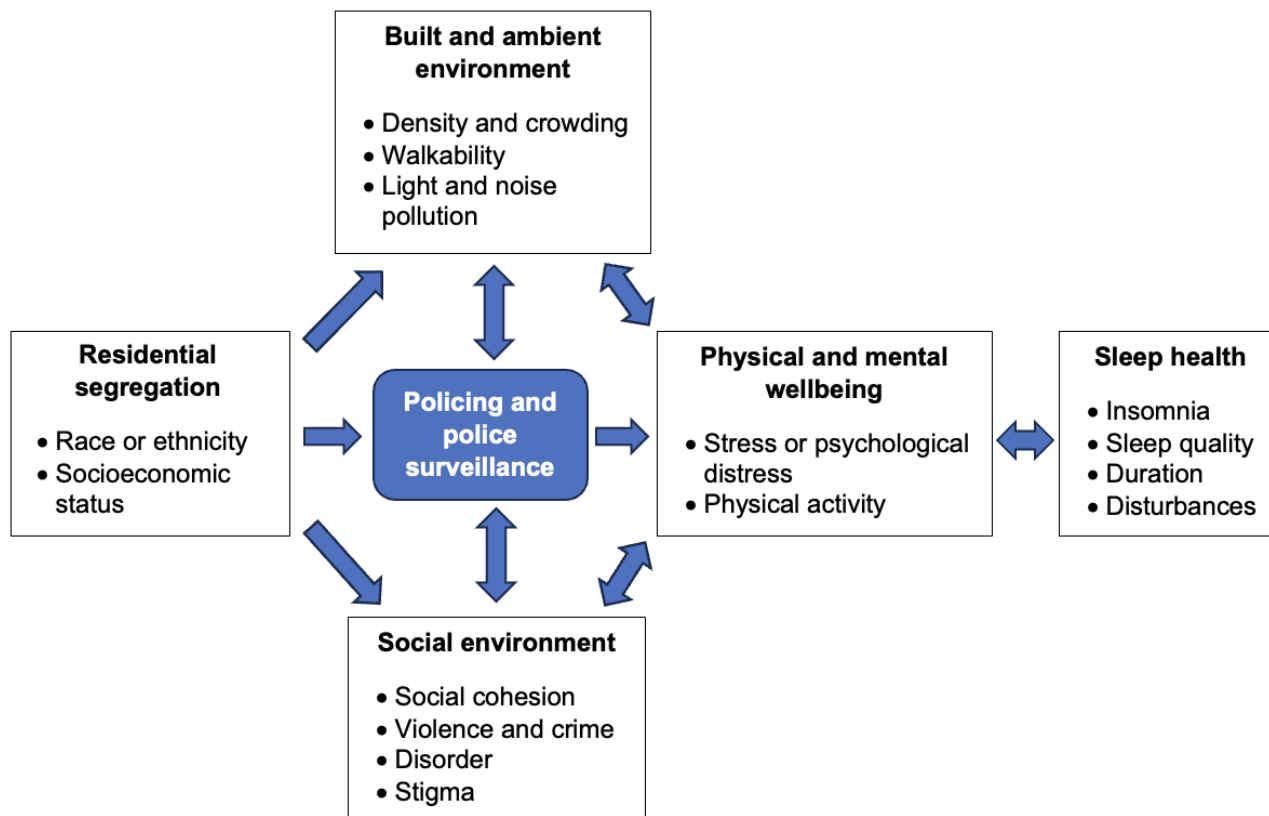 Built and ambient
environment
• Density and crowding
• Walkability
• Light and noise
pollution
Residential
segregation
• Race or ethnicity
• Socioeconomic
status
Policing and
police
surveillance
Physical and mental
wellbeing
• Stress or psychological
distress
• Physical activity
Sleep health
• Insomnia
• Sleep quality
• Duration
• Disturbances
Social environment
• Social cohesion
• Violence and crime
• Disorder
• Stigma